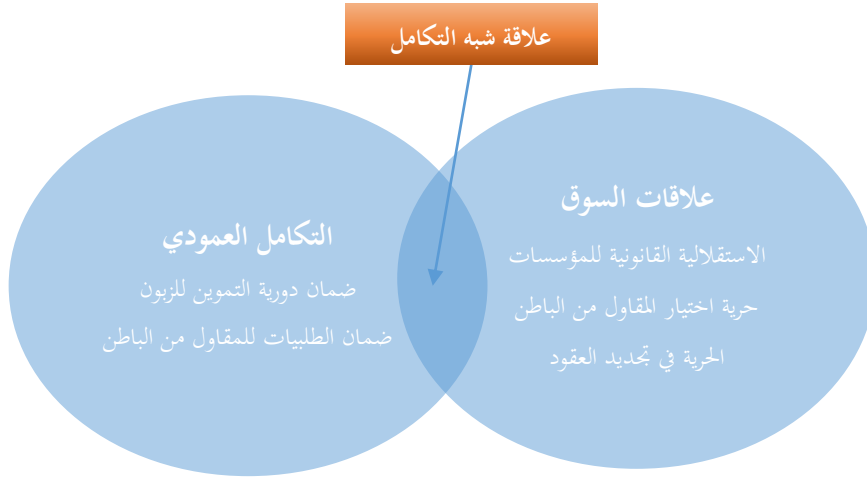 علاقة شبه التكامل
علاقات السوق
الاستقلالية القانونية للمؤسسات
حرية اختيار المقاول من الباطن
الحرية في تجديد العقود
التكامل العمودي
ضمان دورية التموين للزبون
ضمان الطلبيات للمقاول من الباطن